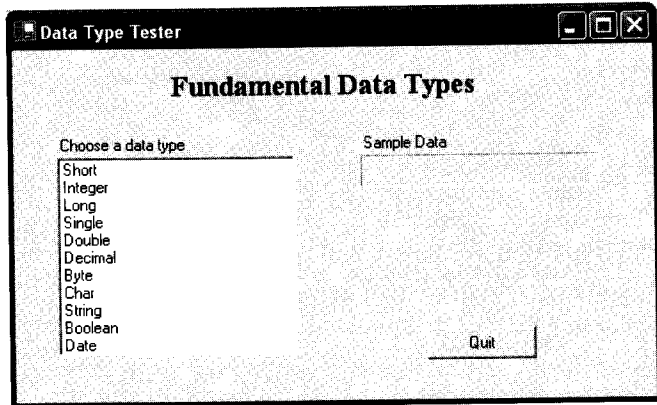 Data Type Tester
Fundamental Data Types
Choose a data type
Short
Integer
Long
Single
Double
Decimal
Byte
Char
String
Boolean
Date
Sample Data
Quit